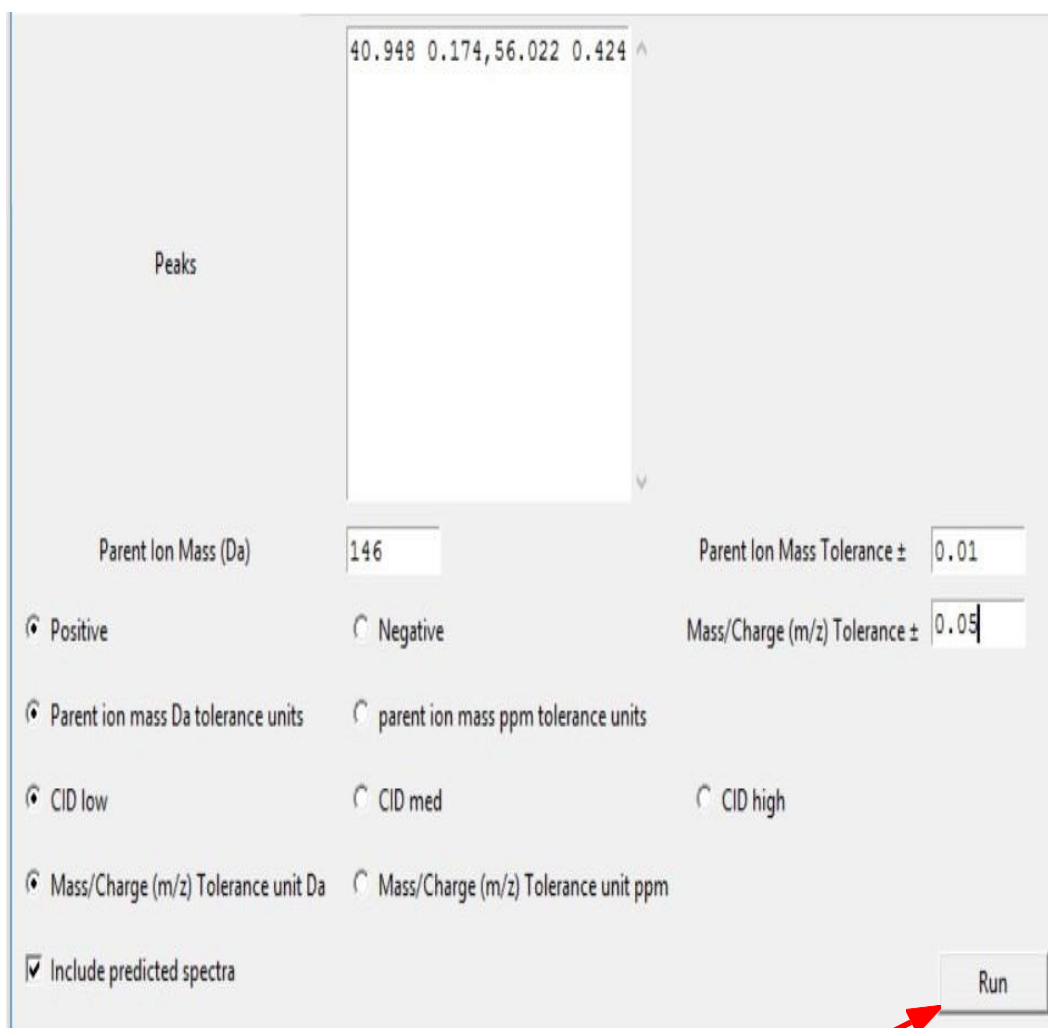 40.948 0.174,56.022 0.424
Peaks
Parent Ion Mass (Da) 146 Parent Ion Mass Tolerance ± 0.01
Positive Negative Mass/Charge (m/z) Tolerance ± 0.05
Parent ion mass Da tolerance units parent ion mass ppm tolerance units
CID low CID med CID high
Mass/Charge (m/z) Tolerance unit Da Mass/Charge (m/z) Tolerance unit ppm
Include predicted spectra
Run